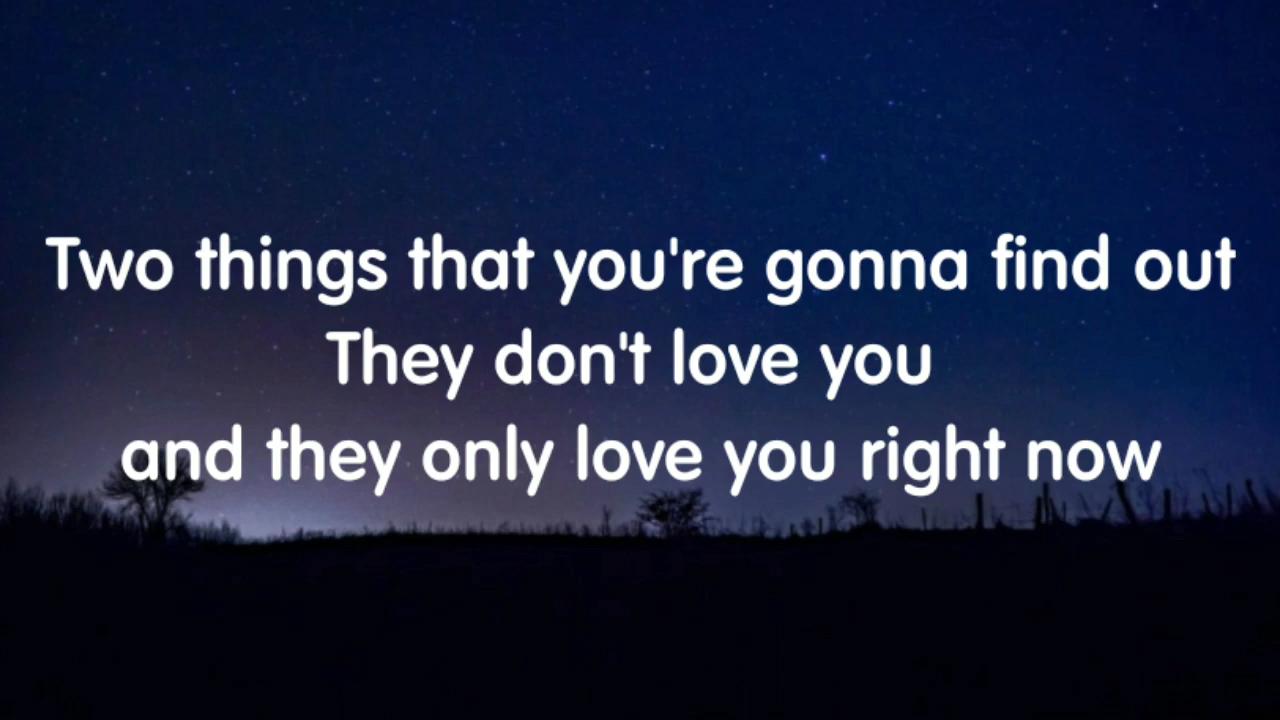 Two things that you're gonna find out
They don't love you
and they only love you right now